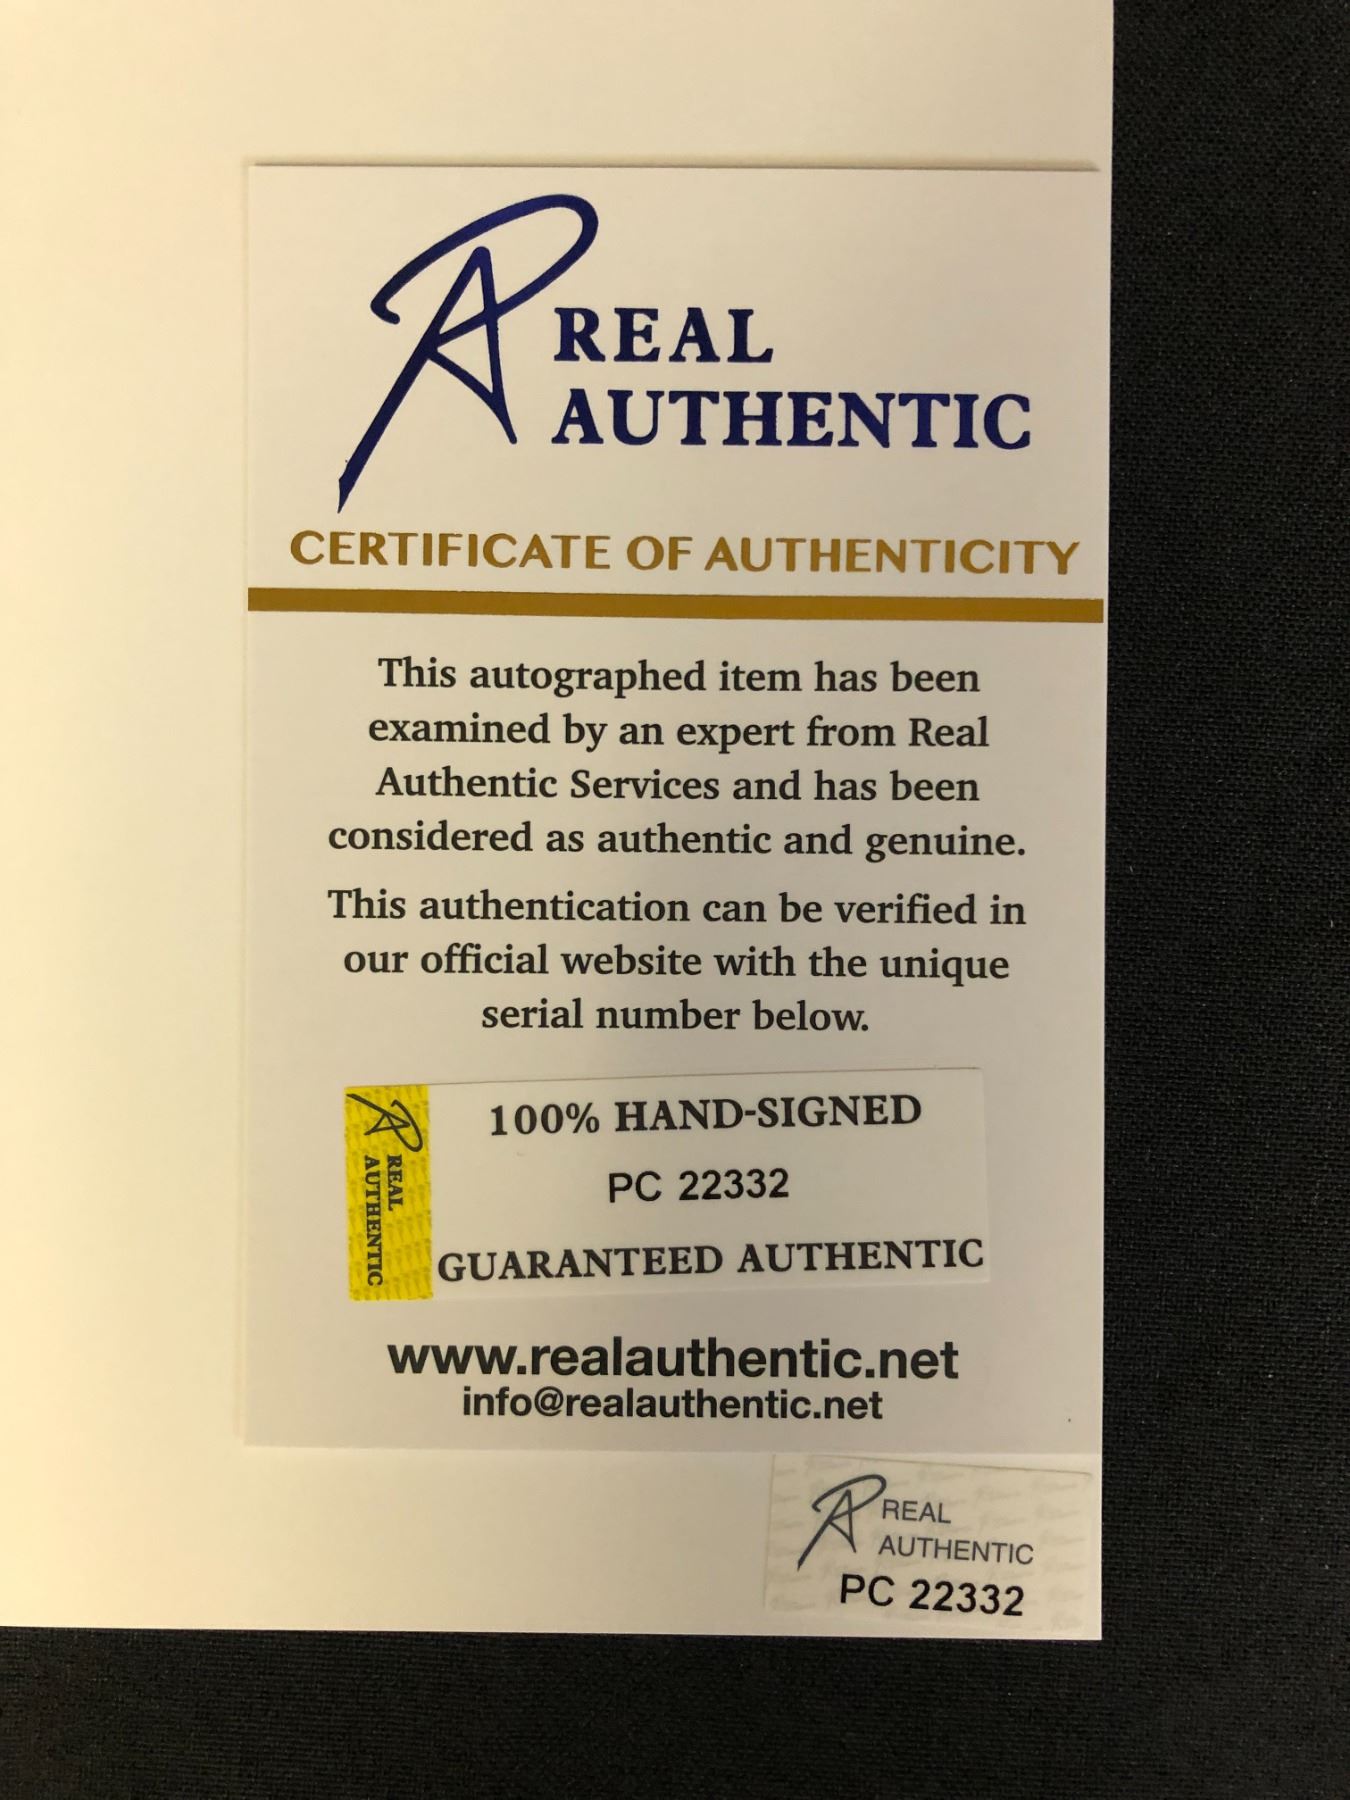 REAL
AUTHENTIC
CERTIFICATE OF AUTHENTICITY
This autographed item has been
examined by an expert from Real
Authentic Services and has been
considered as authentic and genuine.
This authentication can be verified in
our official website with the unique
serial number below.
REAL
AUTHENTIC
100% HAND-SIGNED
PC 22332
GUARANTEED AUTHENTIC
www.realauthentic.net
info@realauthentic.net
REAL
AUTHENTIC
PC 22332